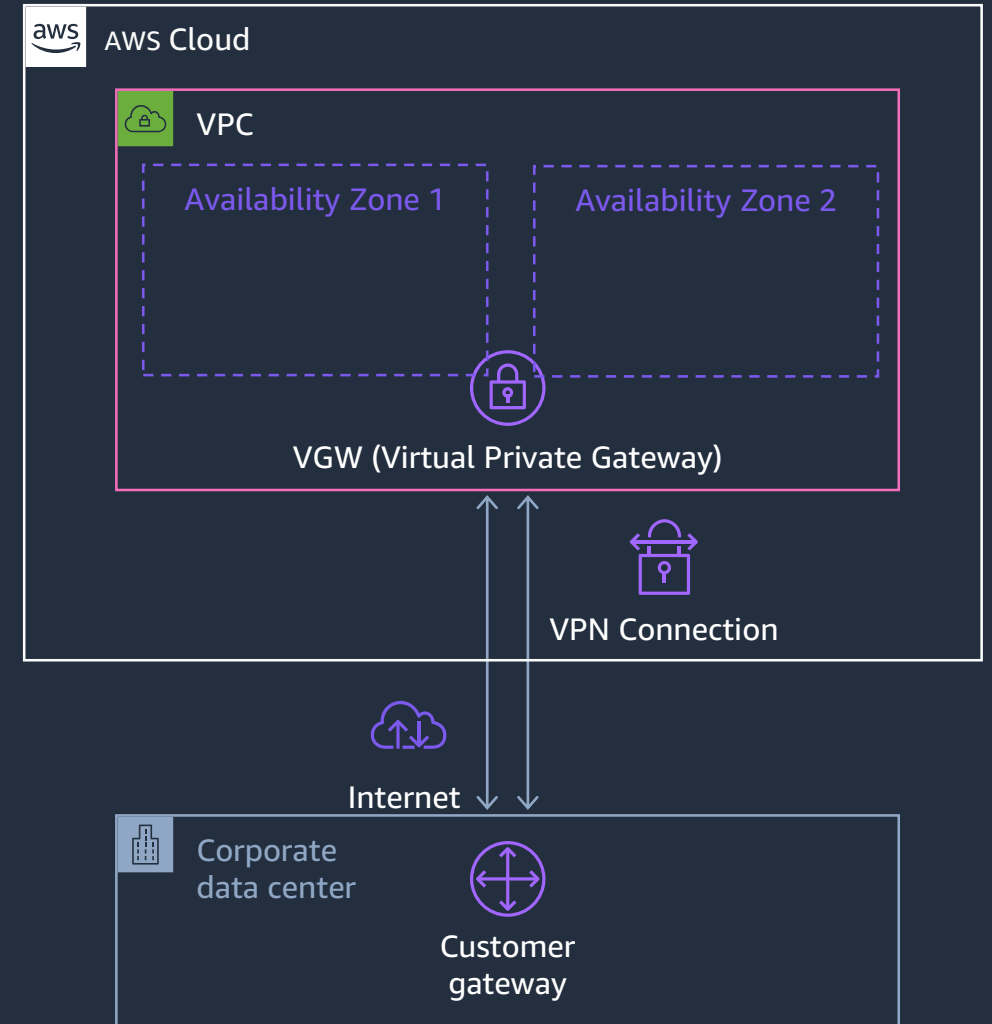 aws
AWS Cloud
VPC
Availability Zone 1
Availability Zone 2
VGW (Virtual Private Gateway)
VPN Connection
Internet
Corporate
data center
Customer
gateway